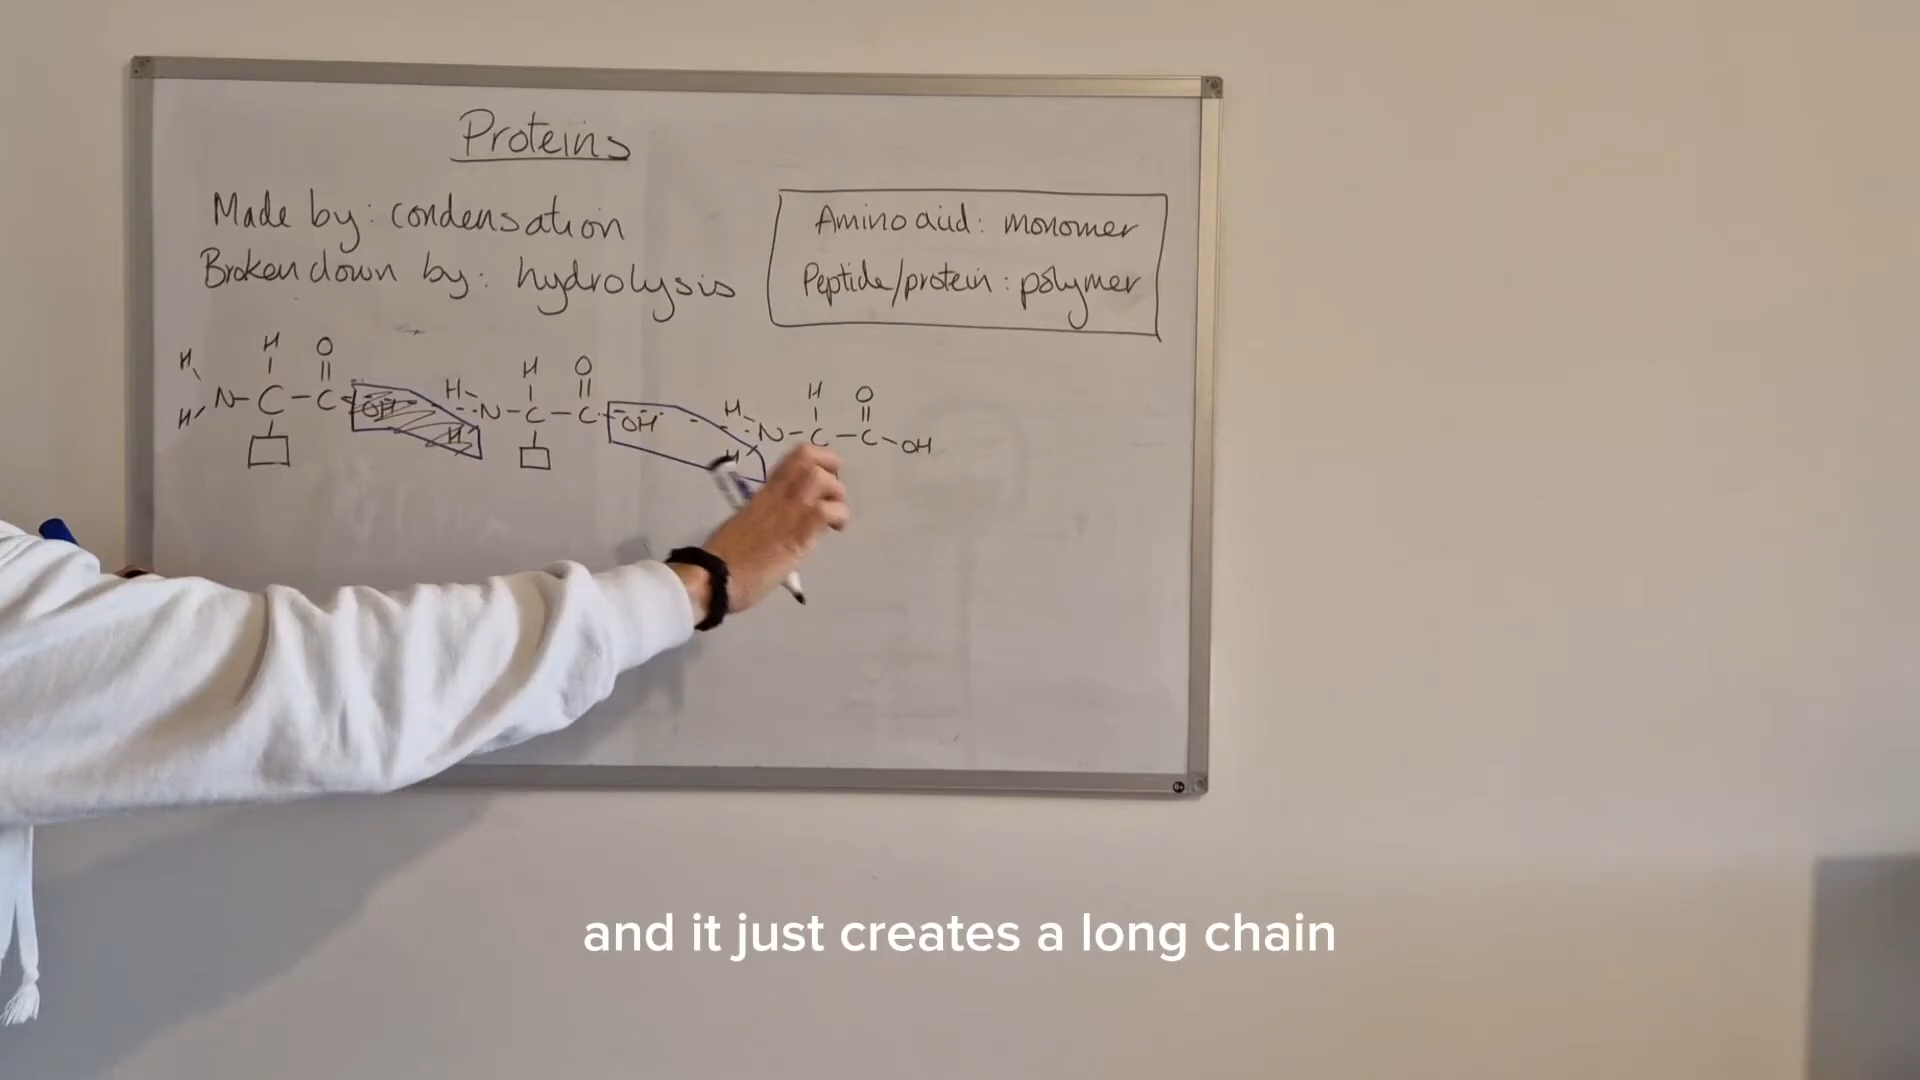 Proteins
Made by: condensation
Broken down by: hydrolysis
Amino acid: monomer
Peptide/protein: polymer
H H O H O H O
H N-C-C OH H N-C-C OH H N-C-C-OH
H H H
and it just creates a long chain